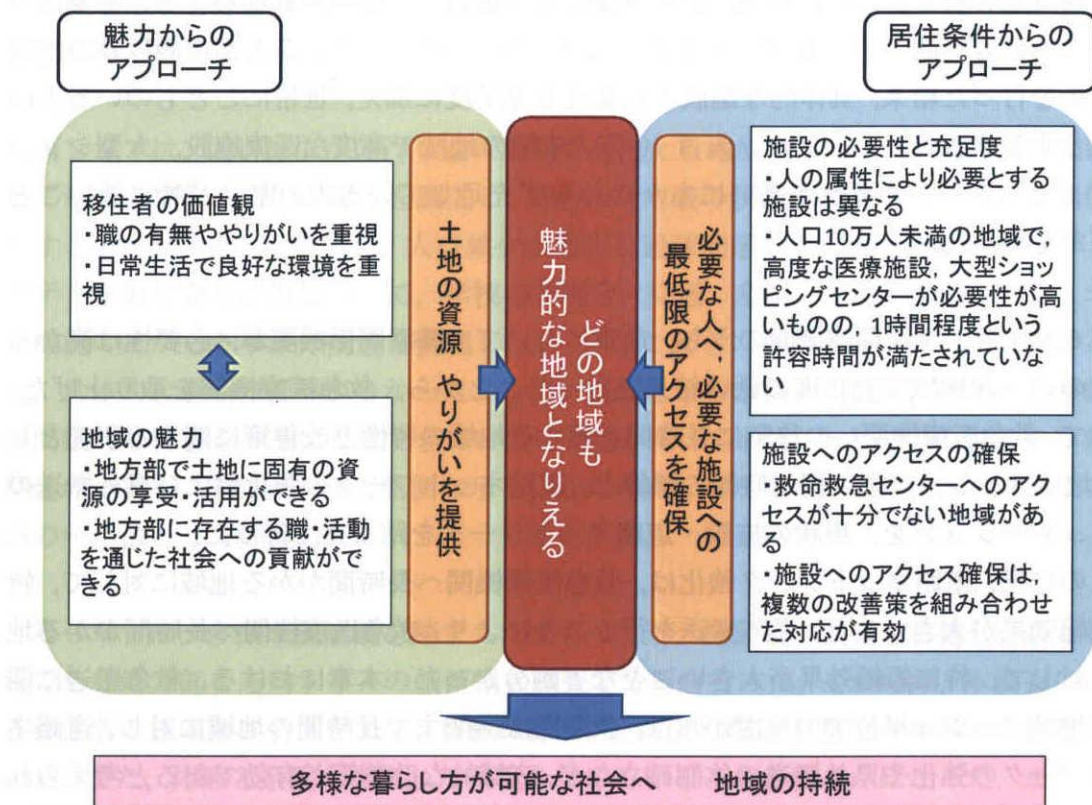 魅力からの
アプローチ
居住条件からの
アプローチ
移住者の価値観
・職の有無ややりがいを重視
・日常生活で良好な環境を重
視
地域の魅力
・地方部で土地に固有の資
源の享受・活用ができる
・地方部に存在する職・活動
を通じた社会への貢献がで
きる
土地の資源　やりがいを提供
どの地域も
魅力的な地域となりえる
必要な人へ、必要な施設の
最低限のアクセスを確保
施設の必要性と充足度
・人の属性により必要とする
施設は異なる
・人口10万人未満の地域で,
高度な医療施設, 大型ショッ
ピングセンターが必要性が高
いものの, 1時間程度という
許容時間が満たされていな
い
施設へのアクセスの確保
・救命救急センターへのアク
セスが十分でない地域があ
る
・施設へのアクセス確保は,
複数の改善策を組み合わせ
た対応が有効
多様な暮らし方が可能な社会へ　　地域の持続